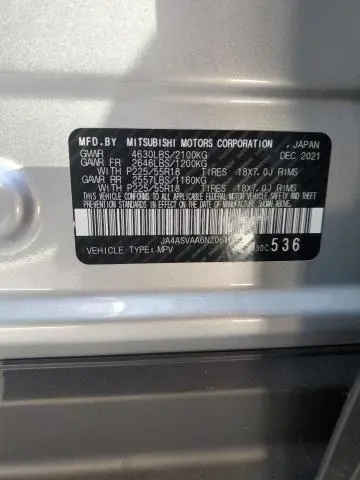 MFD.BY MITSUBISHI MOTORS CORPORATION , JAPAN
GVWR 4630LBS/2100KG DEC 2021
GAWR FR 2646LBS/1200KG
WITH P225/55R18 TIRES 18X7.0J RIMS
GAWR RR 2557LBS/1160KG
WITH P225/55R18 TIRES 18X7.0J RIMS
THIS VEHICLE CONFORMS TO ALL APPLICABLE FEDERAL MOTOR VEHICLE SAFETY AND
THEFT PREVENTION STANDARDS IN EFFECT ON THE DATE OF MANUFACTURE SHOWN ABOVE.
536
VEHICLE TYPE:MPV